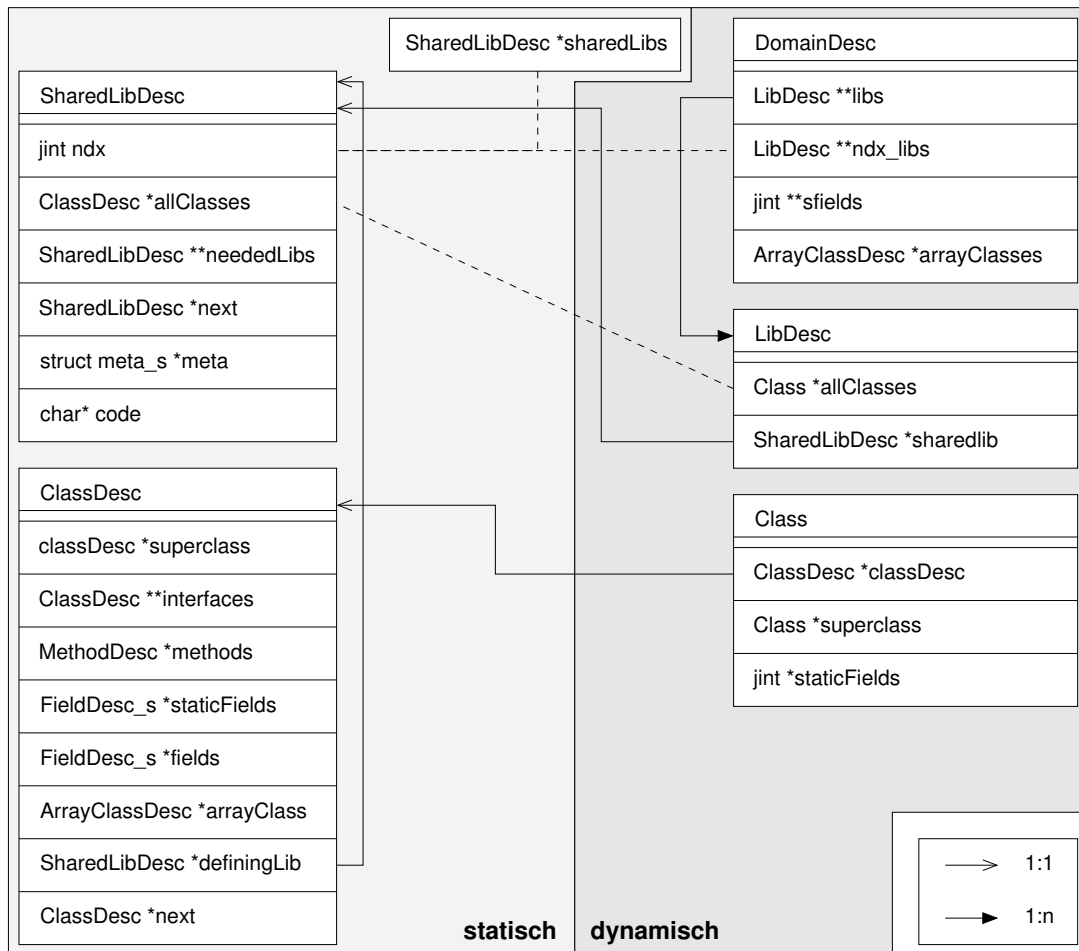 SharedLibDesc *sharedLibs
SharedLibDesc
jint ndx
ClassDesc *allClasses
SharedLibDesc **neededLibs
SharedLibDesc *next
struct meta_s *meta
char* code
ClassDesc
classDesc *superclass
ClassDesc **interfaces
MethodDesc *methods
FieldDesc_s *staticFields
FieldDesc_s *fields
ArrayClassDesc *arrayClass
SharedLibDesc *definingLib
ClassDesc *next
statisch
DomainDesc
LibDesc **libs
LibDesc **ndx_libs
jint **sfields
ArrayClassDesc *arrayClasses
LibDesc
Class *allClasses
SharedLibDesc *sharedlib
Class
ClassDesc *classDesc
Class *superclass
jint *staticFields
dynamisch
1:1
1:n